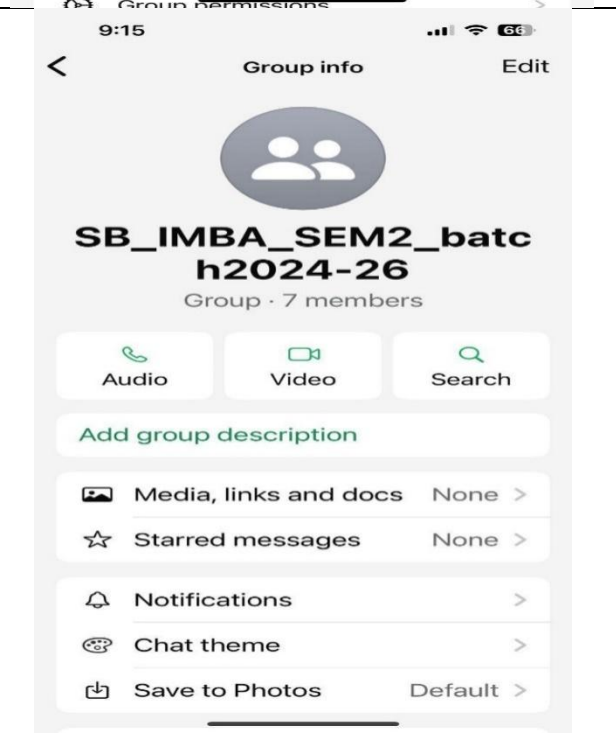 Group permissions
9:15
66
Group info
Edit
SB_IMBA_SEM2_batc
h2024-26
Group · 7 members
Audio
Video
Search
Add group description
Media, links and docs None
Starred messages None
Notifications
Chat theme
Save to Photos Default